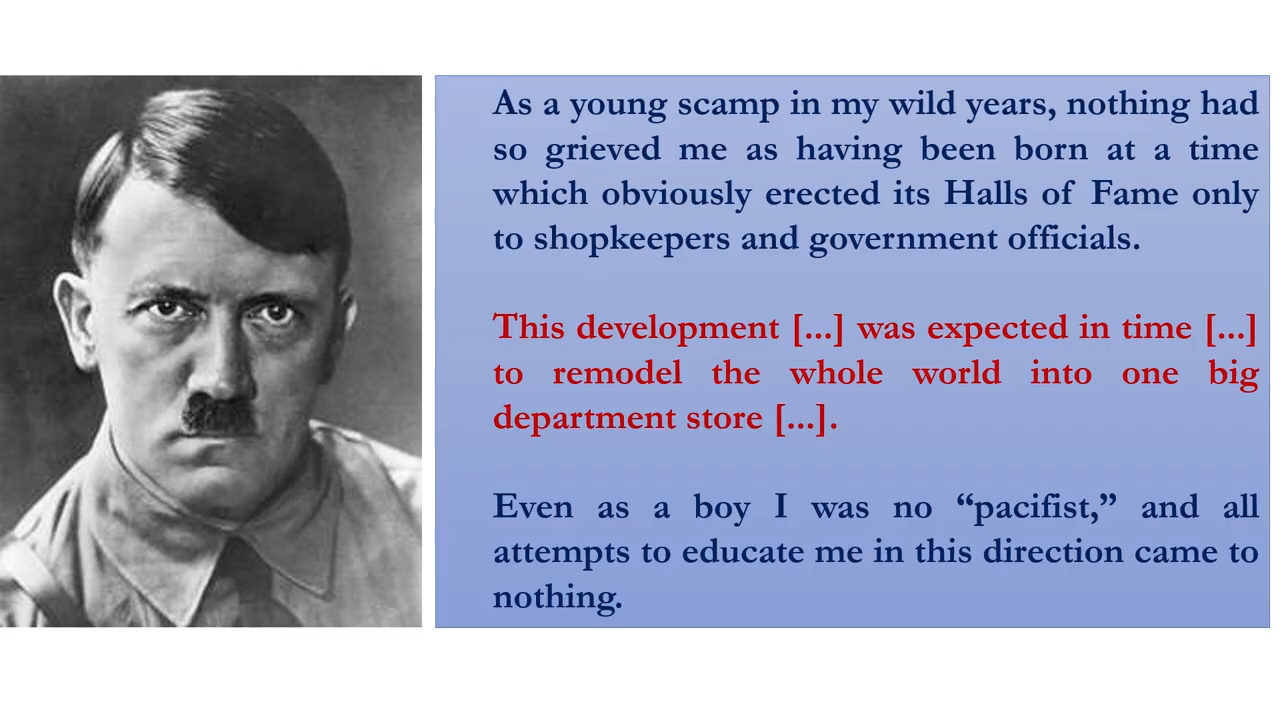 As a young scamp in my wild years, nothing had
so grieved me as having been born at a time
which obviously erected its Halls of Fame only
to shopkeepers and government officials.
This development [...] was expected in time [...]
to remodel the whole world into one big
department store [...].
Even as a boy I was no “pacifist,” and all
attempts to educate me in this direction came to
nothing.